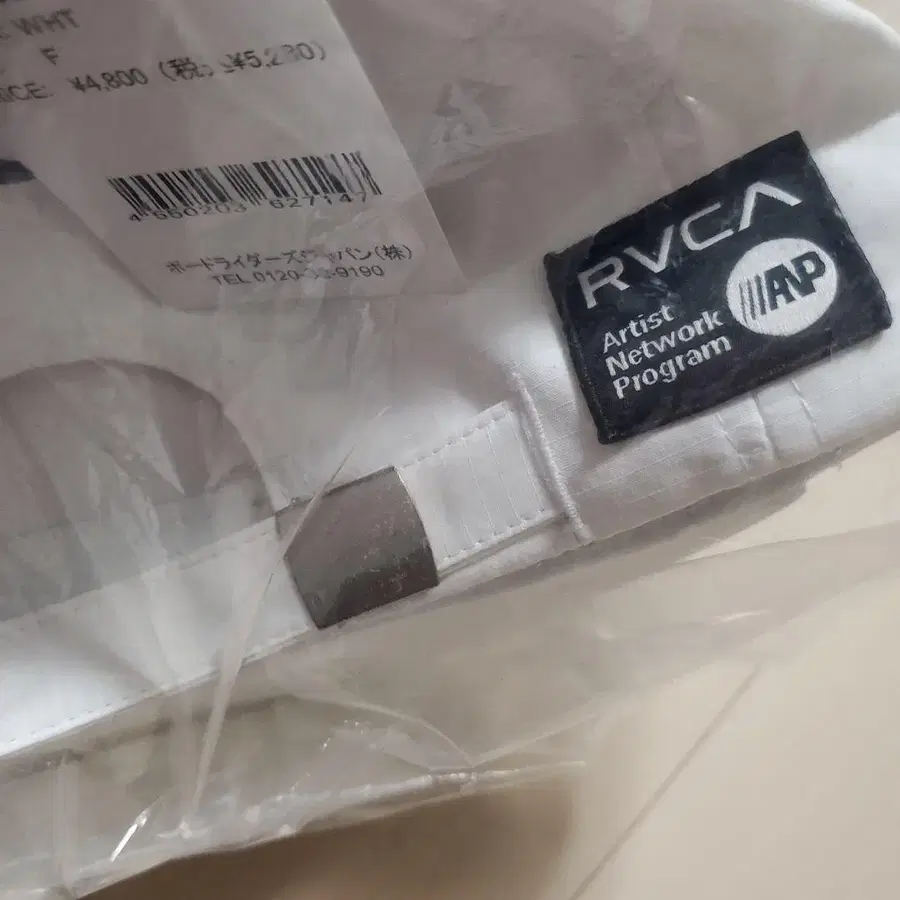 WHT
F
¥4,800 (税込¥5,280)
4 550203 627147
ボードライダーズジャパン(株)
TEL 0120-32-9190
RVCA
ANP
Artist
Network
Program